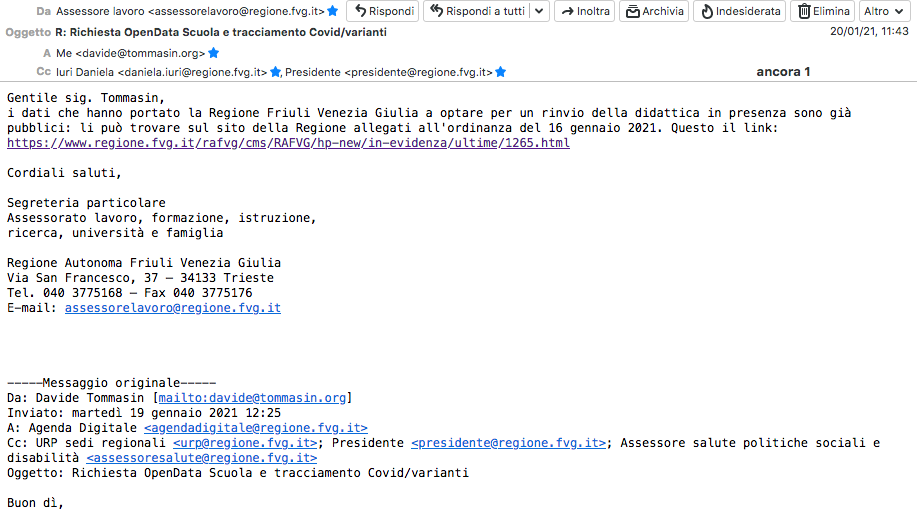 Da Assessore lavoro <assessorelavoro@regione.fvg.it> Rispondi Rispondi a tutti Inoltra Archivia Indesiderata Elimina Altro
Oggetto R: Richiesta OpenData Scuola e tracciamento Covid/varianti 20/01/21, 11:43
A Me <davide@tommasin.org>
Cc Iuri Daniela <daniela.iuri@regione.fvg.it>, Presidente <presidente@regione.fvg.it> ancora 1
Gentile sig. Tommasin,
i dati che hanno portato la Regione Friuli Venezia Giulia a optare per un rinvio della didattica in presenza sono già
pubblici: li può trovare sul sito della Regione allegati all'ordinanza del 16 gennaio 2021. Questo il link:
https://www.regione.fvg.it/rafvg/cms/RAFVG/hp-new/in-evidenza/ultime/1265.html
Cordiali saluti,
Segreteria particolare
Assessorato lavoro, formazione, istruzione,
ricerca, università e famiglia
Regione Autonoma Friuli Venezia Giulia
Via San Francesco, 37 – 34133 Trieste
Tel. 040 3775168 – Fax 040 3775176
E-mail: assessorelavoro@regione.fvg.it
-----Messaggio originale-----
Da: Davide Tommasin [mailto:davide@tommasin.org]
Inviato: martedì 19 gennaio 2021 12:25
A: Agenda Digitale <agendadigitale@regione.fvg.it>
Cc: URP sedi regionali <urp@regione.fvg.it>; Presidente <presidente@regione.fvg.it>; Assessore salute politiche sociali e
disabilità <assessoresalute@regione.fvg.it>
Oggetto: Richiesta OpenData Scuola e tracciamento Covid/varianti
Buon dì,